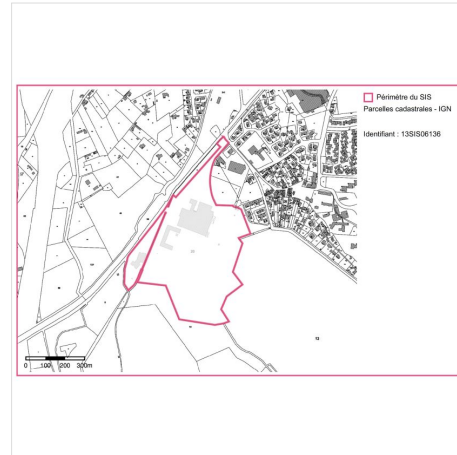 Périmètre du SIS
Parcelles cadastrales - IGN
Identifiant : 13SIS06136
0 100 200 300m